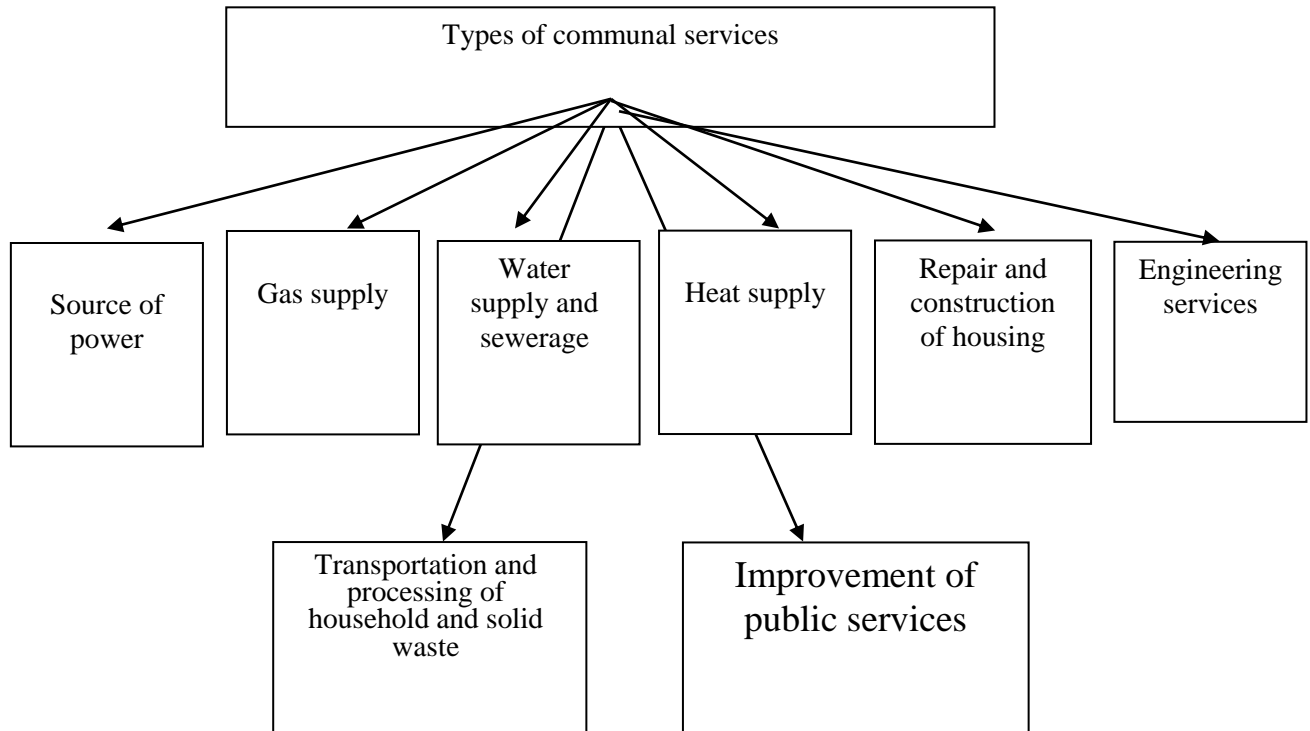 Types of communal services
Source of
power
Gas supply
Water
supply and
sewerage
Heat supply
Repair and
construction
of housing
Engineering
services
Transportation and
processing of
household and solid
waste
Improvement of
public services